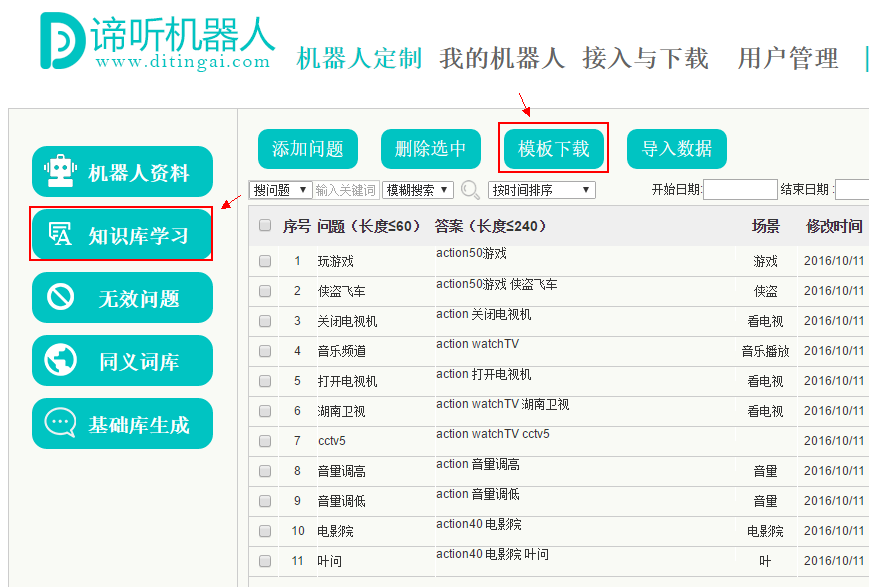 谛听机器人
www.ditingai.com
机器人定制 我的机器人 接入与下载 用户管理
机器人资料
知识库学习
无效问题
同义词库
基础库生成
添加问题 删除选中 模板下载 导入数据
搜问题 输入关键词 模糊搜索 按时间排序 开始日期: 结束日期 :
序号 问题（长度≤60） 答案（长度≤240） 场景 修改时间
1 玩游戏 action50游戏 游戏 2016/10/11
2 侠盗飞车 action50游戏 侠盗飞车 侠盗 2016/10/11
3 关闭电视机 action 关闭电视机 看电视 2016/10/11
4 音乐频道 action watchTV 音乐播放 2016/10/11
5 打开电视机 action 打开电视机 看电视 2016/10/11
6 湖南卫视 action watchTV 湖南卫视 看电视 2016/10/11
7 cctv5 action watchTV cctv5 2016/10/11
8 音量调高 action 音量调高 音量 2016/10/11
9 音量调低 action 音量调低 音量 2016/10/11
10 电影院 action40 电影院 电影院 2016/10/11
11 叶问 action40 电影院 叶问 叶 2016/10/11